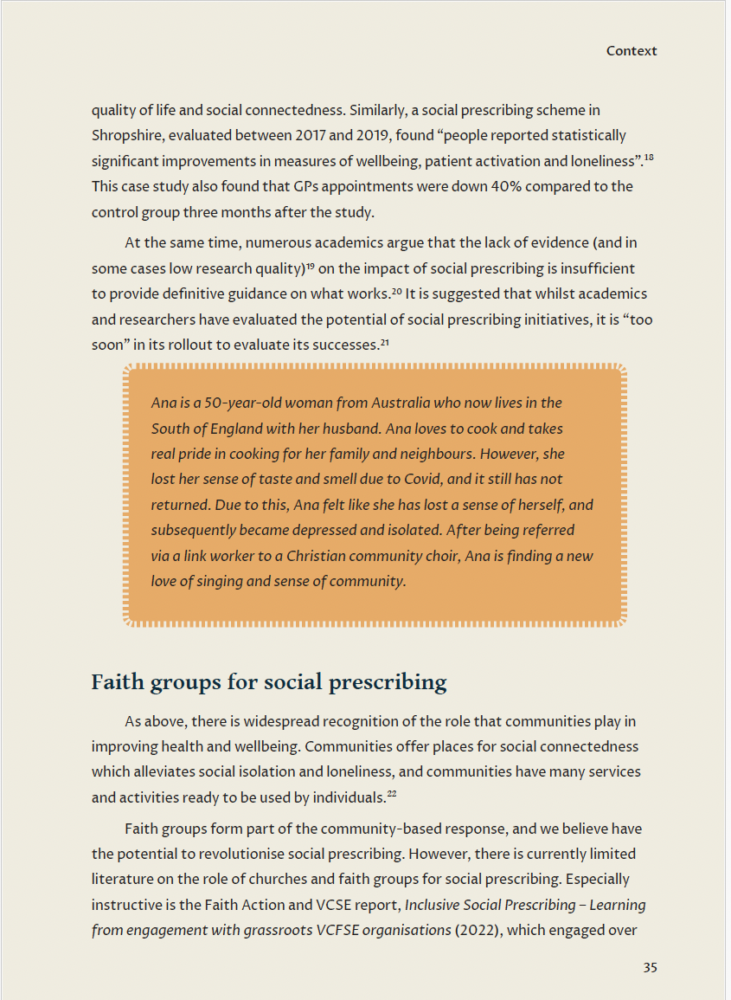 Context
quality of life and social connectedness. Similarly, a social prescribing scheme in
Shropshire, evaluated between 2017 and 2019, found “people reported statistically
significant improvements in measures of wellbeing, patient activation and loneliness”.18
This case study also found that GPs appointments were down 40% compared to the
control group three months after the study.
At the same time, numerous academics argue that the lack of evidence (and in
some cases low research quality)19 on the impact of social prescribing is insufficient
to provide definitive guidance on what works.20 It is suggested that whilst academics
and researchers have evaluated the potential of social prescribing initiatives, it is “too
soon” in its rollout to evaluate its successes.21
Ana is a 50-year-old woman from Australia who now lives in the
South of England with her husband. Ana loves to cook and takes
real pride in cooking for her family and neighbours. However, she
lost her sense of taste and smell due to Covid, and it still has not
returned. Due to this, Ana felt like she has lost a sense of herself, and
subsequently became depressed and isolated. After being referred
via a link worker to a Christian community choir, Ana is finding a new
love of singing and sense of community.
Faith groups for social prescribing
As above, there is widespread recognition of the role that communities play in
improving health and wellbeing. Communities offer places for social connectedness
which alleviates social isolation and loneliness, and communities have many services
and activities ready to be used by individuals.22
Faith groups form part of the community-based response, and we believe have
the potential to revolutionise social prescribing. However, there is currently limited
literature on the role of churches and faith groups for social prescribing. Especially
instructive is the Faith Action and VCSE report, Inclusive Social Prescribing – Learning
from engagement with grassroots VCFSE organisations (2022), which engaged over
35